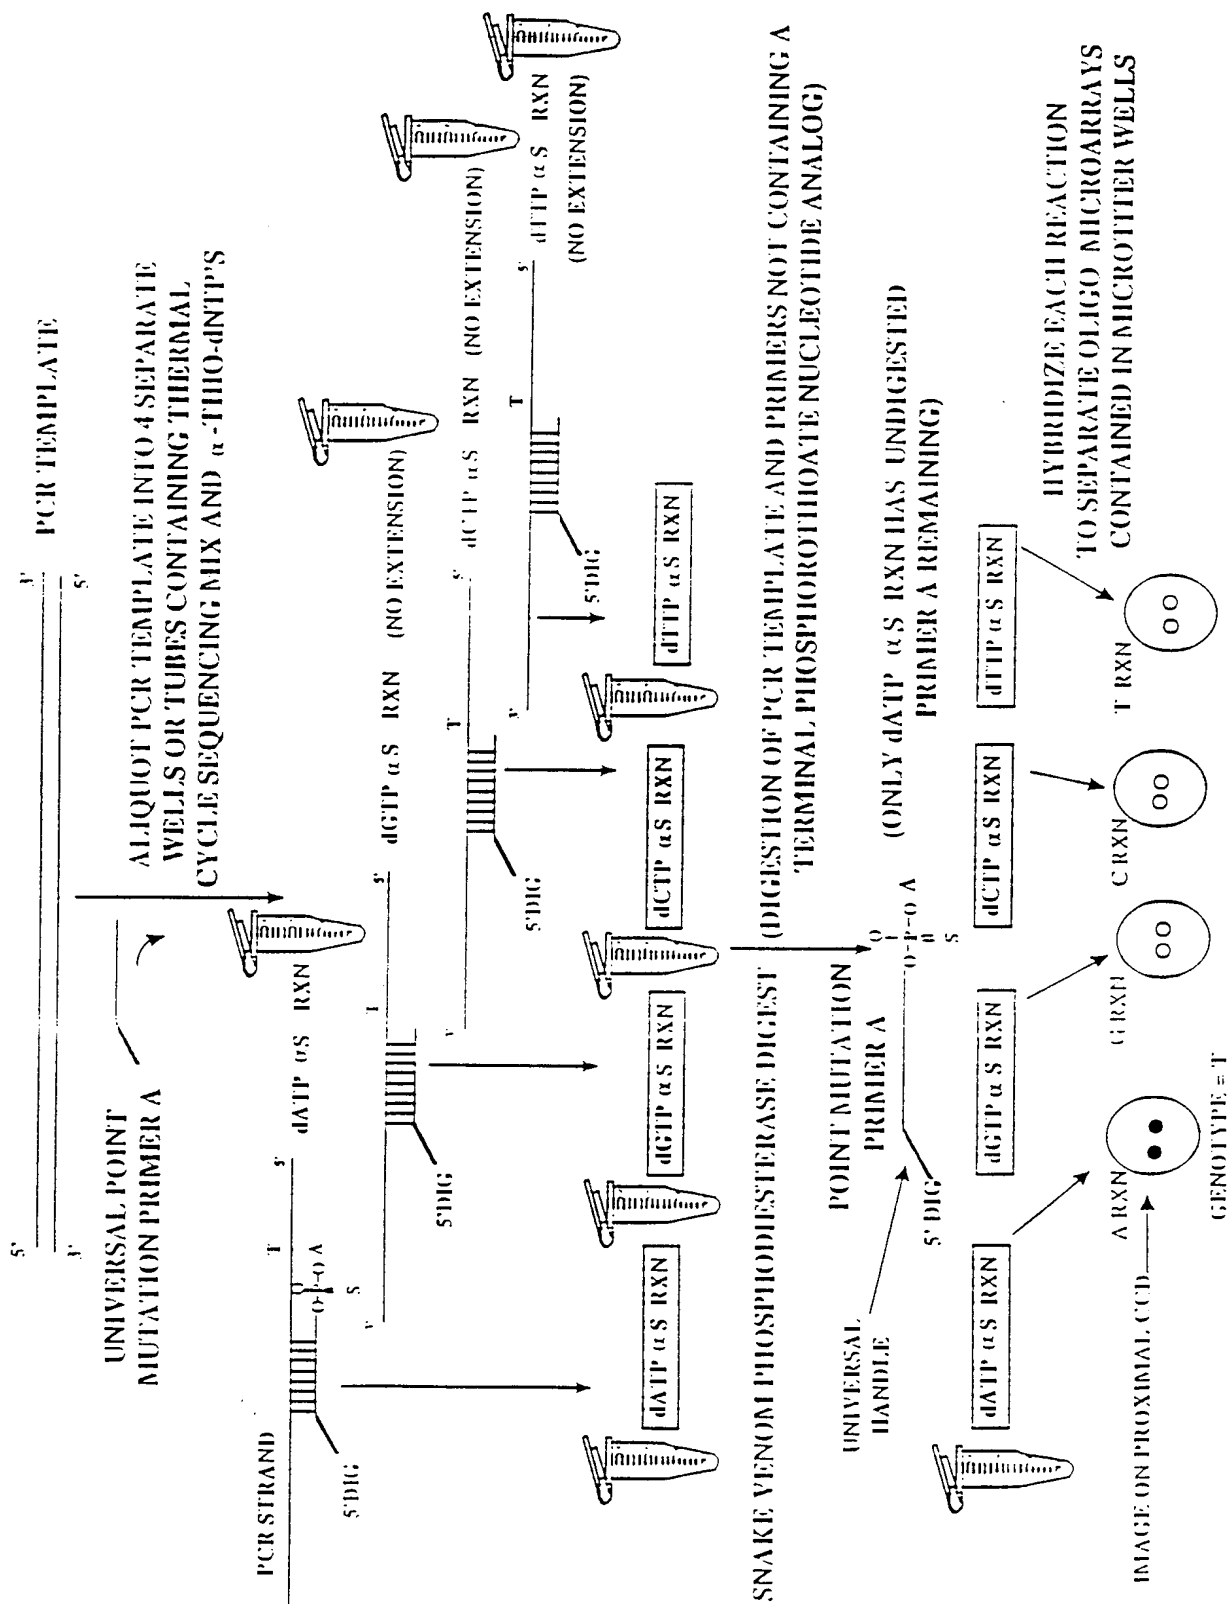 PCR TEMPLATE
5'
3'
3'
5'
UNIVERSAL POINT
MUTATION PRIMER A
ALIQUOT PCR TEMPLATE INTO 4 SEPARATE
WELLS OR TUBES CONTAINING THERMAL
CYCLE SEQUENCING MIX AND α-THIO-dNTP'S
PCR STRAND
T
5'
dATP αS RXN
O
O-P-O A
S
5'DIG
T
5'
dGTP αS RXN (NO EXTENSION)
5'DIG
T
5'
dCTP αS RXN (NO EXTENSION)
5'DIG
3'
T
5'
dTTP αS RXN
(NO EXTENSION)
5'DIG
dATP αS RXN
dGTP αS RXN
dCTP αS RXN
dTTP αS RXN
SNAKE VENOM PHOSPHODIESTERASE DIGEST
(DIGESTION OF PCR TEMPLATE AND PRIMERS NOT CONTAINING A
TERMINAL PHOSPHOROTHIOATE NUCLEOTIDE ANALOG)
UNIVERSAL
HANDLE
POINT MUTATION
PRIMER A
5' DIG
O
O-P-O A
S
(ONLY dATP αS RXN HAS UNDIGESTED
PRIMER A REMAINING)
dATP αS RXN
dGTP αS RXN
dCTP αS RXN
dTTP αS RXN
HYBRIDIZE EACH REACTION
TO SEPARATE OLIGO MICROARRAYS
CONTAINED IN MICROTITER WELLS
A RXN
G RXN
C RXN
T RXN
IMAGE ON PROXIMAL CCD
GENOTYPE = T